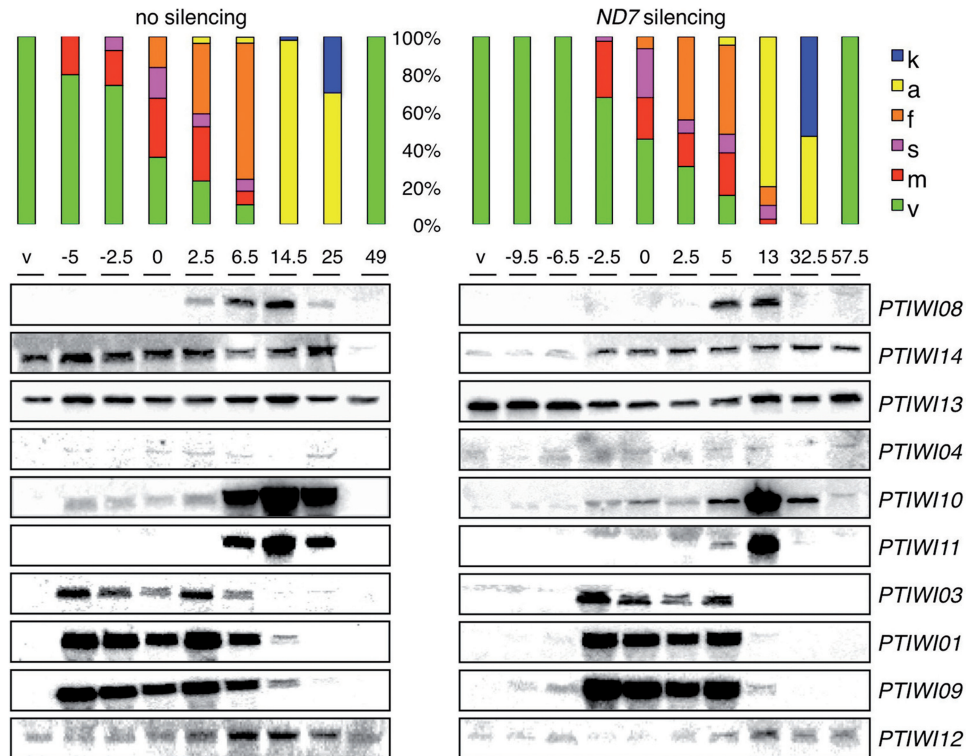 no silencing
ND7 silencing
100%
80%
60%
40%
20%
0%
k
a
f
s
m
v
v -5 -2.5 0 2.5 6.5 14.5 25 49
v -9.5 -6.5 -2.5 0 2.5 5 13 32.5 57.5
PTIWI08
PTIWI14
PTIWI13
PTIWI04
PTIWI10
PTIWI11
PTIWI03
PTIWI01
PTIWI09
PTIWI12